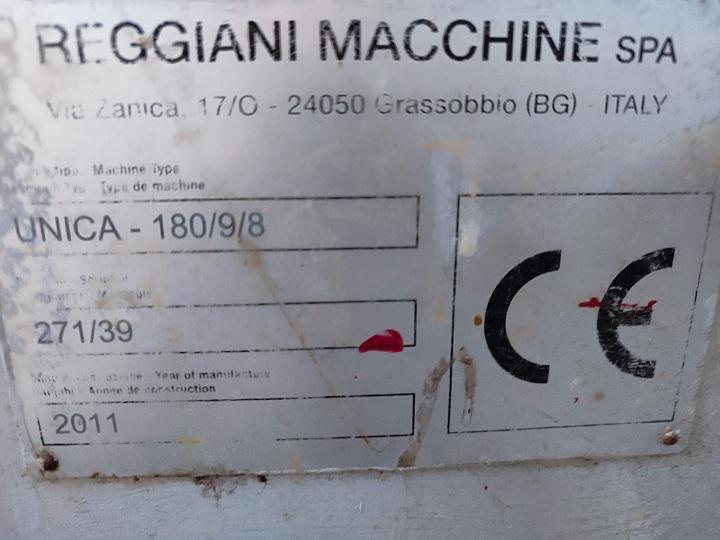 REGGIANI MACCHINE SPA
Via Zanica, 17/C - 24050 Grassobbio (BG) ITALY
Machine Type
Type de machine
UNICA - 180/9/8
271/39
Year of manufacture
Année de construction
2011
CE